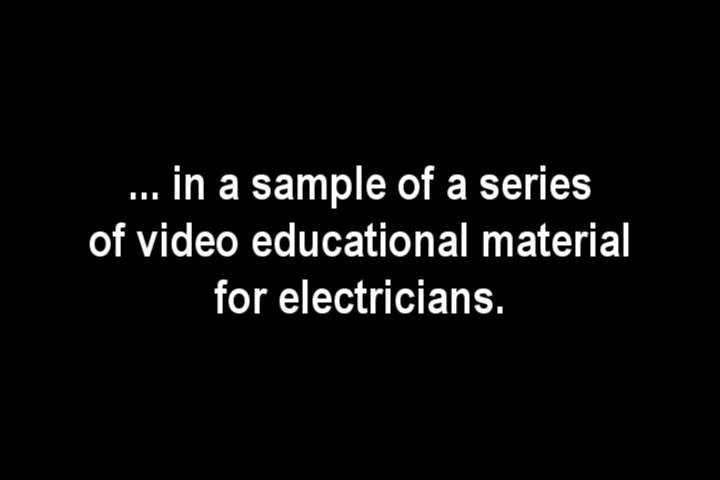 ... in a sample of a series
of video educational material
for electricians.